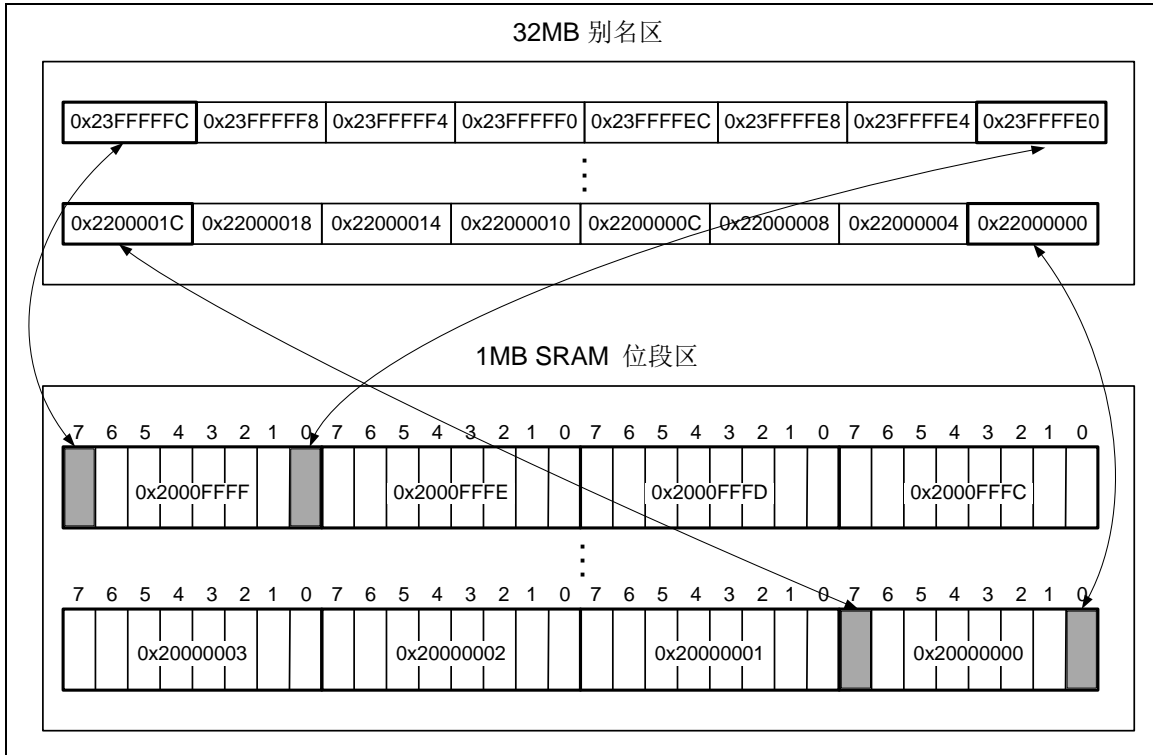 32MB 别名区
0x23FFFFFC 0x23FFFFF8 0x23FFFFF4 0x23FFFFF0 0x23FFFFEC 0x23FFFFE8 0x23FFFFE4 0x23FFFFE0
0x2200001C 0x22000018 0x22000014 0x22000010 0x2200000C 0x22000008 0x22000004 0x22000000
1MB SRAM 位段区
7 6 5 4 3 2 1 0 7 6 5 4 3 2 1 0 7 6 5 4 3 2 1 0 7 6 5 4 3 2 1 0
0x2000FFFF 0x2000FFFE 0x2000FFFD 0x2000FFFC
7 6 5 4 3 2 1 0 7 6 5 4 3 2 1 0 7 6 5 4 3 2 1 0 7 6 5 4 3 2 1 0
0x20000003 0x20000002 0x20000001 0x20000000